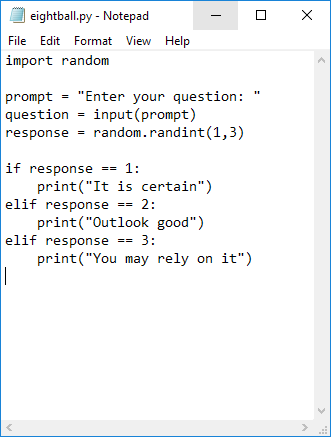 eightball.py - Notepad
File Edit Format View Help
import random

prompt = "Enter your question: "
question = input(prompt)
response = random.randint(1,3)

if response == 1:
    print("It is certain")
elif response == 2:
    print("Outlook good")
elif response == 3:
    print("You may rely on it")